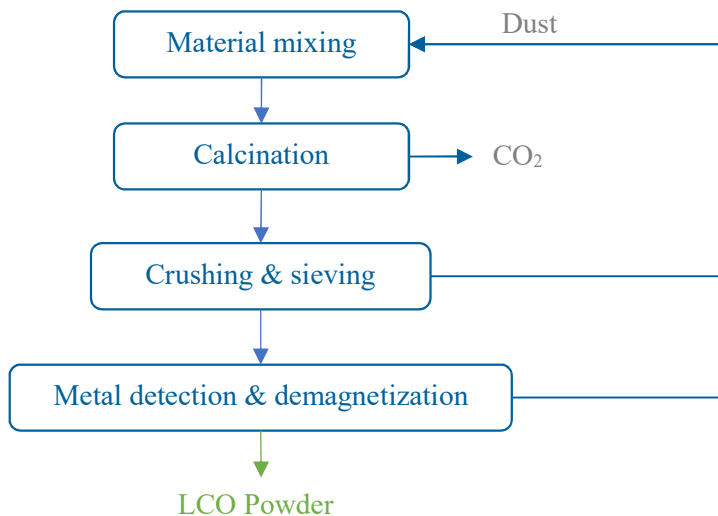 Dust
Material mixing
Calcination
CO₂
Crushing & sieving
Metal detection & demagnetization
LCO Powder